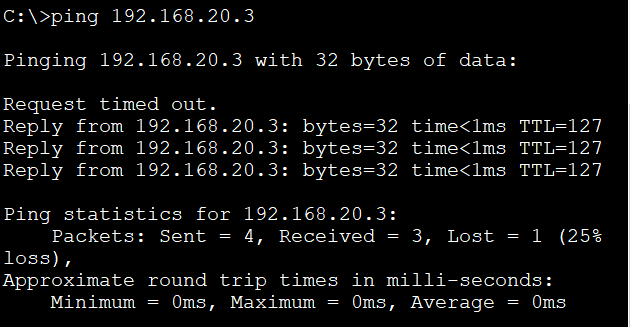 C:\>ping 192.168.20.3
Pinging 192.168.20.3 with 32 bytes of data:
Request timed out.
Reply from 192.168.20.3: bytes=32 time<1ms TTL=127
Reply from 192.168.20.3: bytes=32 time<1ms TTL=127
Reply from 192.168.20.3: bytes=32 time<1ms TTL=127
Ping statistics for 192.168.20.3:
    Packets: Sent = 4, Received = 3, Lost = 1 (25%
loss),
Approximate round trip times in milli-seconds:
    Minimum = 0ms, Maximum = 0ms, Average = 0ms